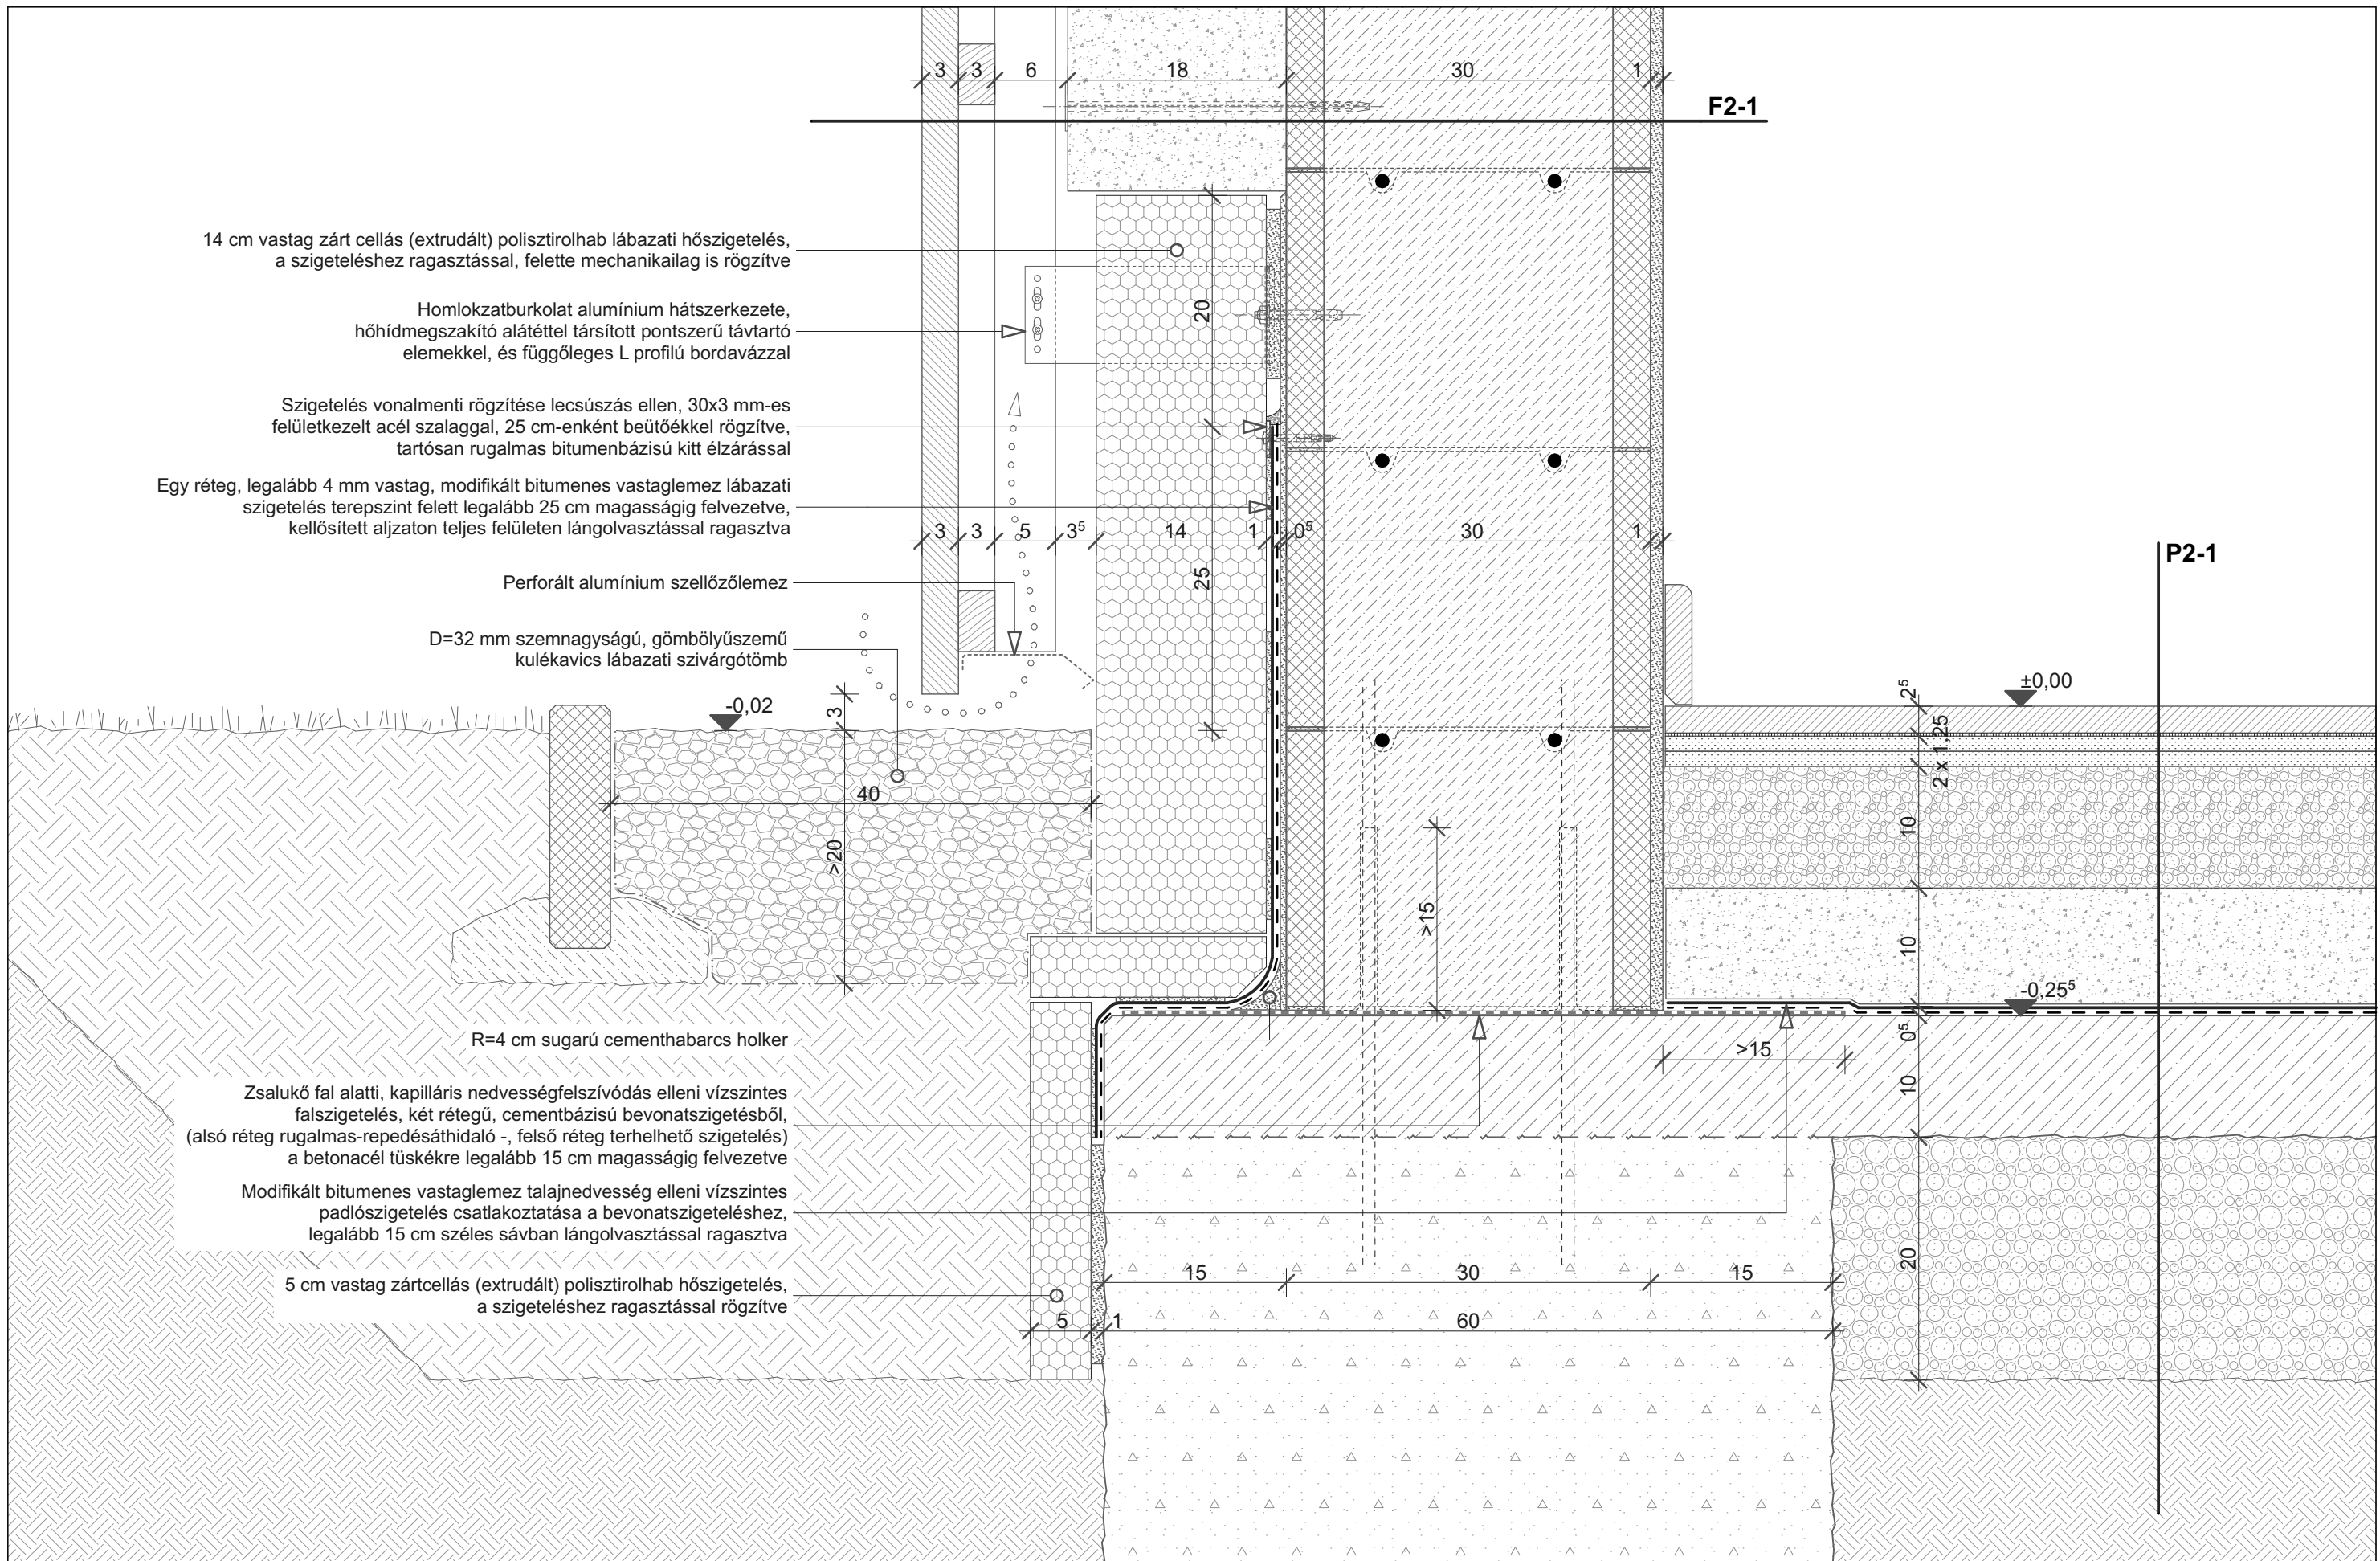 3 3 6 18 30 1
F2-1
14 cm vastag zárt cellás (extrudált) polisztirolhab lábazati hőszigetelés,
a szigeteléshez ragasztással, felette mechanikailag is rögzítve
Homlokzatburkolat alumínium hátszerkezete,
hőhídmegszakító alátéttel társított pontszerű távtartó
elemekkel, és függőleges L profilú bordavázzal
20
Szigetelés vonalmenti rögzítése lecsúszás ellen, 30x3 mm-es
felületkezelt acél szalaggal, 25 cm-enként beütőékkel rögzítve,
tartósan rugalmas bitumenbázisú kitt élzárással
Egy réteg, legalább 4 mm vastag, modifikált bitumenes vastaglemez lábazati
szigetelés terepszint felett legalább 25 cm magasságig felvezetve,
kellősített aljzaton teljes felületen lángolvasztással ragasztva
3 3 5 3⁵ 14 1 0⁵ 30 1
P2-1
25
Perforált alumínium szellőzőlemez
D=32 mm szemnagyságú, gömbölyűszemű
kulékavics lábazati szivárgótömb
-0,02
3
±0,00
2⁵
2 x 1,25
40
>20
10
>15
10
-0,25⁵
0⁵
R=4 cm sugarú cementhabarcs holker
>15
10
Zsalukő fal alatti, kapilláris nedvességfelszívódás elleni vízszintes
falszigetelés, két rétegű, cementbázisú bevonatszigetésből,
(alsó réteg rugalmas-repedésáthidaló -, felső réteg terhelhető szigetelés)
a betonacél tüskékre legalább 15 cm magasságig felvezetve
Modifikált bitumenes vastaglemez talajnedvesség elleni vízszintes
padlószigetelés csatlakoztatása a bevonatszigeteléshez,
legalább 15 cm széles sávban lángolvasztással ragasztva
20
5 cm vastag zártcellás (extrudált) polisztirolhab hőszigetelés,
a szigeteléshez ragasztással rögzítve
15 30 15
5 1 60